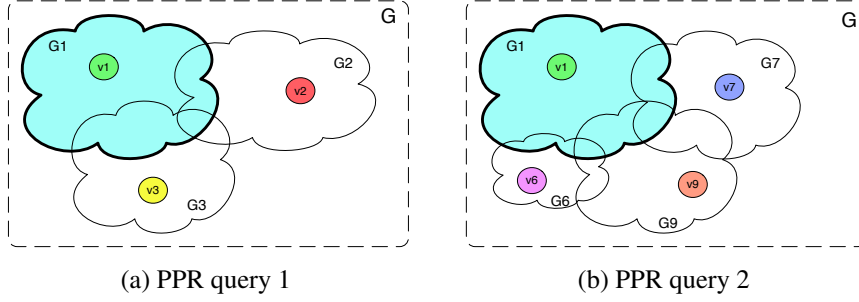 G
G1
v1
G2
v2
v3
G3
(a) PPR query 1
G
G1
v1
G7
v7
v6
G6
v9
G9
(b) PPR query 2